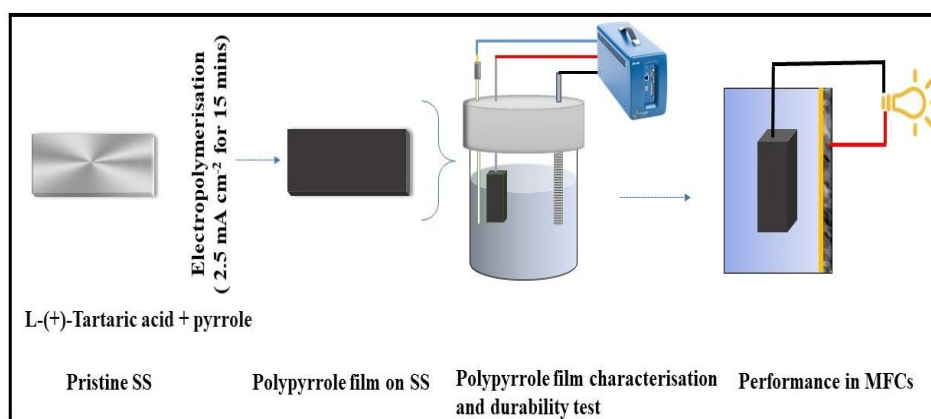 Electropolymerisation
( 2.5 mA cm-2 for 15 mins)
L-(+)-Tartaric acid + pyrrole
Pristine SS
Polypyrrole film on SS
Polypyrrole film characterisation
and durability test
Performance in MFCs